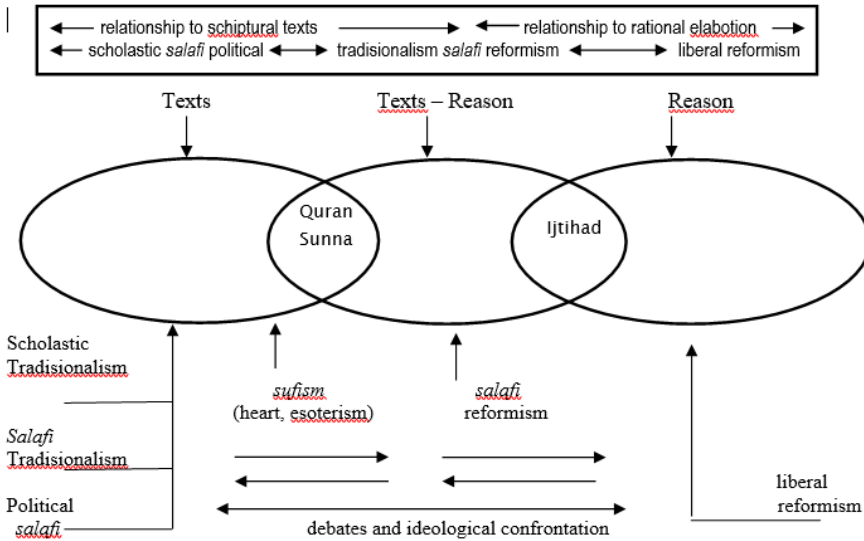 relationship to schiptural texts relationship to rational elabotion
scholastic salafi political tradisionalism salafi reformism liberal reformism
Texts Texts – Reason Reason
Quran
Sunna
Ijtihad
Scholastic
Tradisionalism
sufism
(heart, esoterism)
salafi
reformism
Salafi
Tradisionalism
Political
salafi
liberal
reformism
debates and ideological confrontation